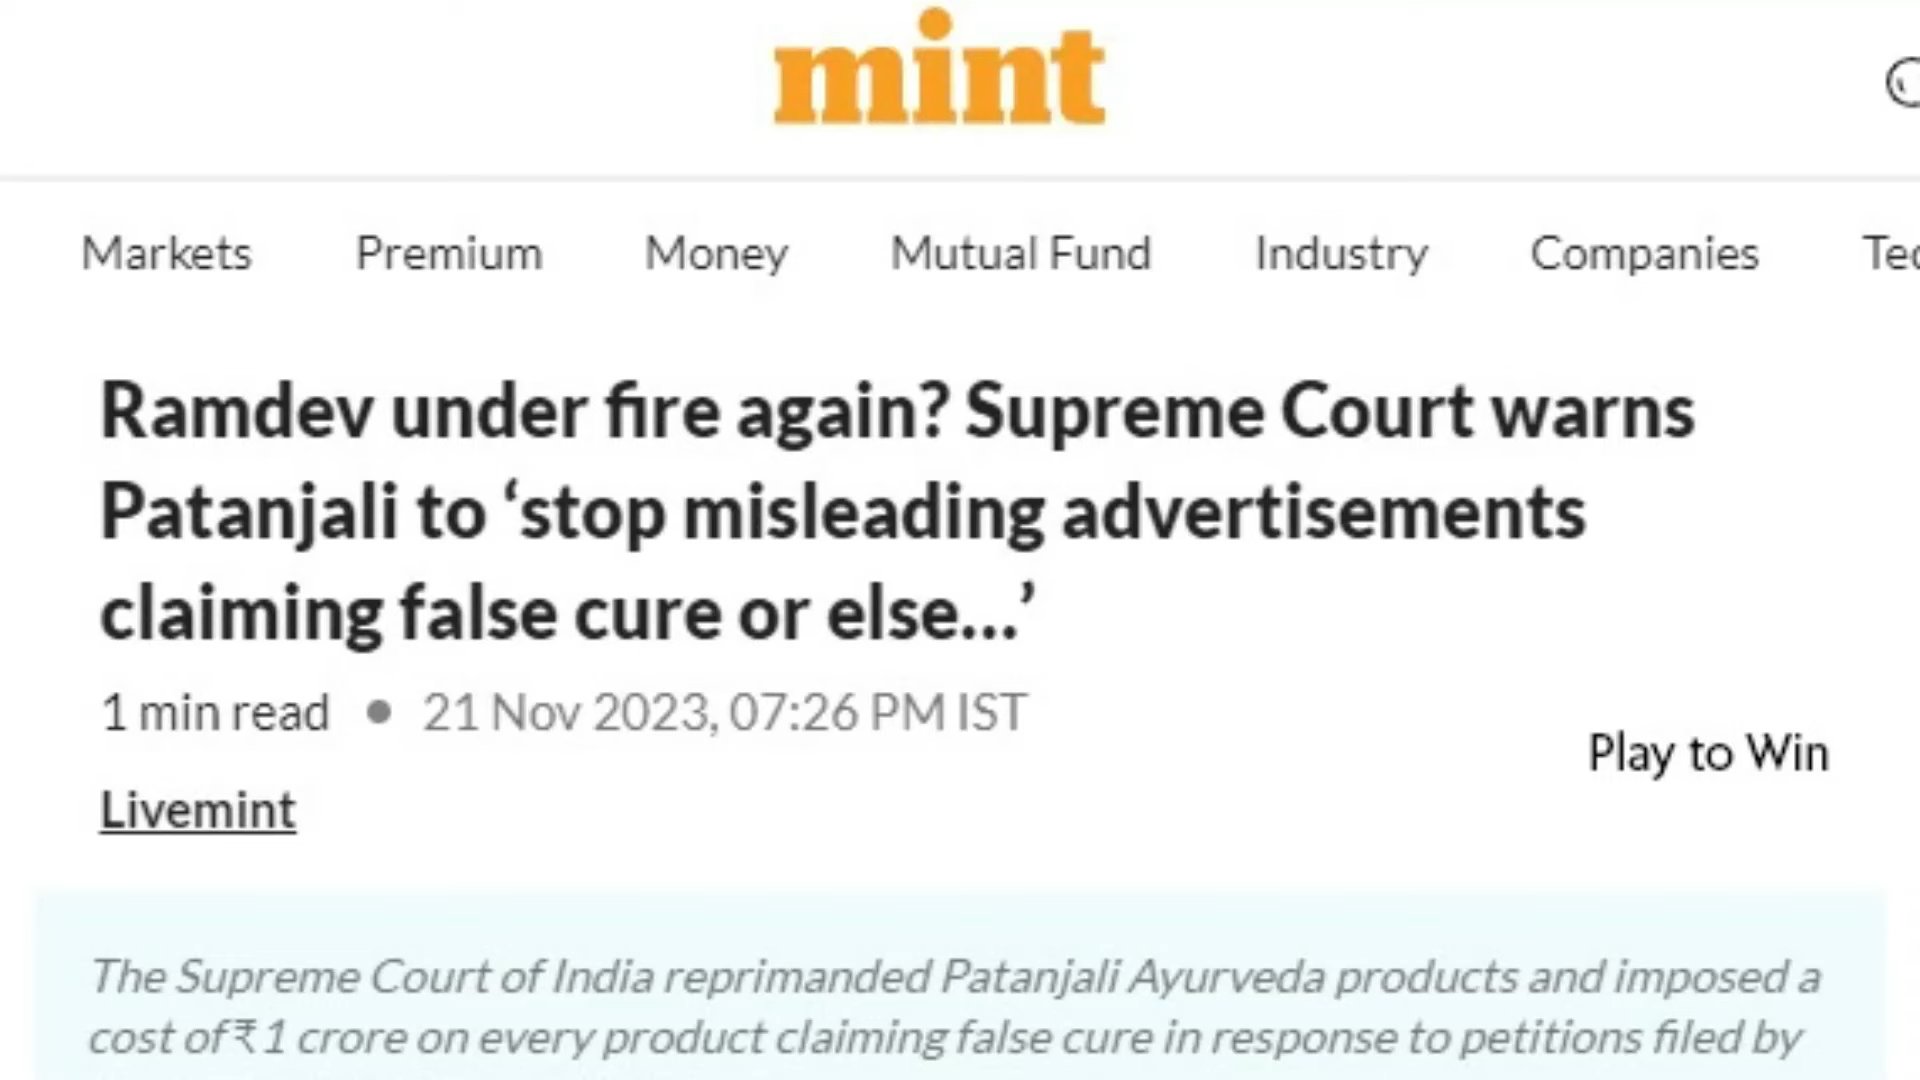 mint
Markets Premium Money Mutual Fund Industry Companies Tec
Ramdev under fire again? Supreme Court warns
Patanjali to ‘stop misleading advertisements
claiming false cure or else...’
1 min read • 21 Nov 2023, 07:26 PM IST
Play to Win
Livemint
The Supreme Court of India reprimanded Patanjali Ayurveda products and imposed a
cost of ₹1 crore on every product claiming false cure in response to petitions filed by